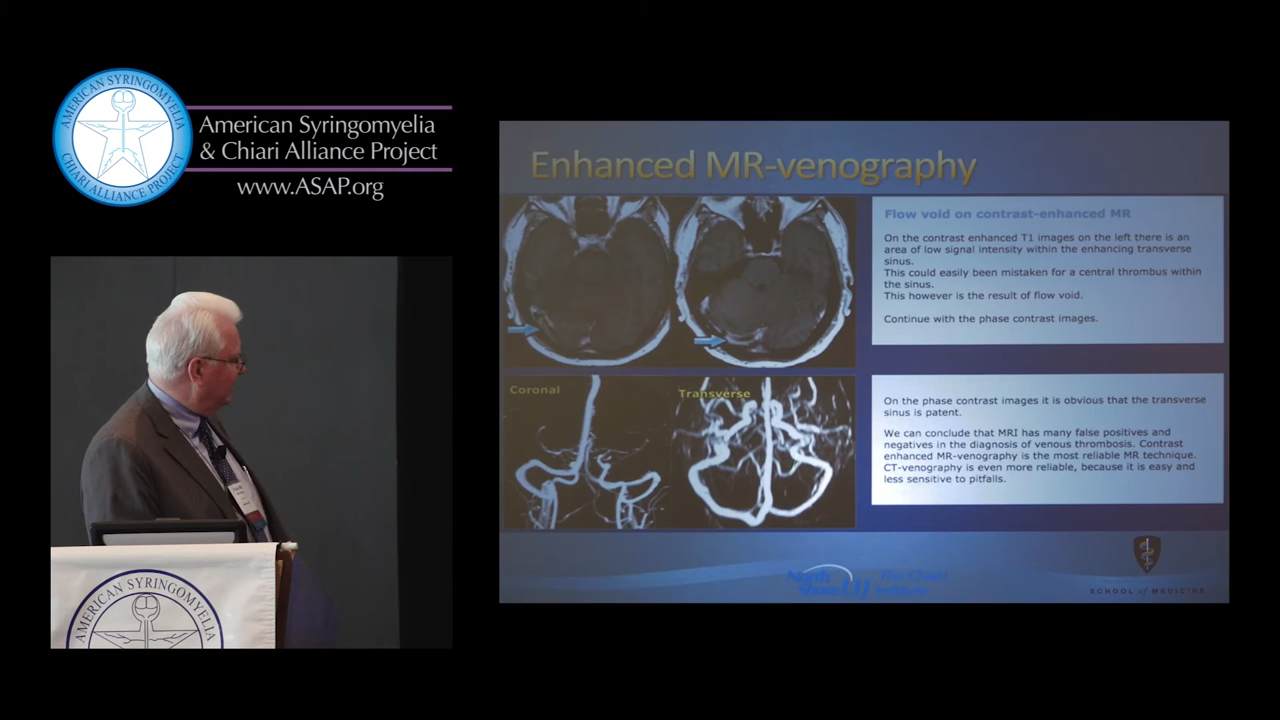 AMERICAN SYRINGOMYELIA
CHIARI ALLIANCE PROJECT
American Syringomyelia
& Chiari Alliance Project
www.ASAP.org
Enhanced MR-venography
Flow void on contrast-enhanced MR
On the contrast enhanced T1 images on the left there is an
area of low signal intensity within the enhancing transverse
sinus.
This could easily been mistaken for a central thrombus within
the sinus.
This however is the result of flow void.
Continue with the phase contrast images.
Coronal
Transverse
On the phase contrast images it is obvious that the transverse
sinus is patent.
We can conclude that MRI has many false positives and
negatives in the diagnosis of venous thrombosis. Contrast
enhanced MR-venography is the most reliable MR technique.
CT-venography is even more reliable, because it is easy and
less sensitive to pitfalls.
North
Shore LIJ
The Chiari
Institute
SCHOOL of MEDICINE
AMERICAN SYRINGOMYELIA